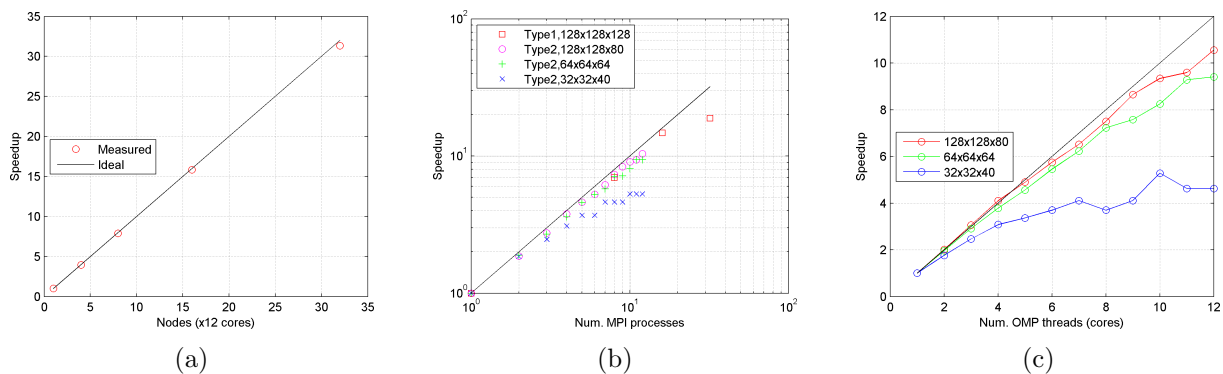 35
30
25
20
15
10
5
0
0 5 10 15 20 25 30 35
Speedup
Nodes (x12 cores)
Measured
Ideal
(a)
10^2
10^1
10^0
10^0 10^1 10^2
Speedup
Num. MPI processes
Type1,128x128x128
Type2,128x128x80
Type2,64x64x64
Type2,32x32x40
(b)
12
10
8
6
4
2
0
0 2 4 6 8 10 12
Speedup
Num. OMP threads (cores)
128x128x80
64x64x64
32x32x40
(c)